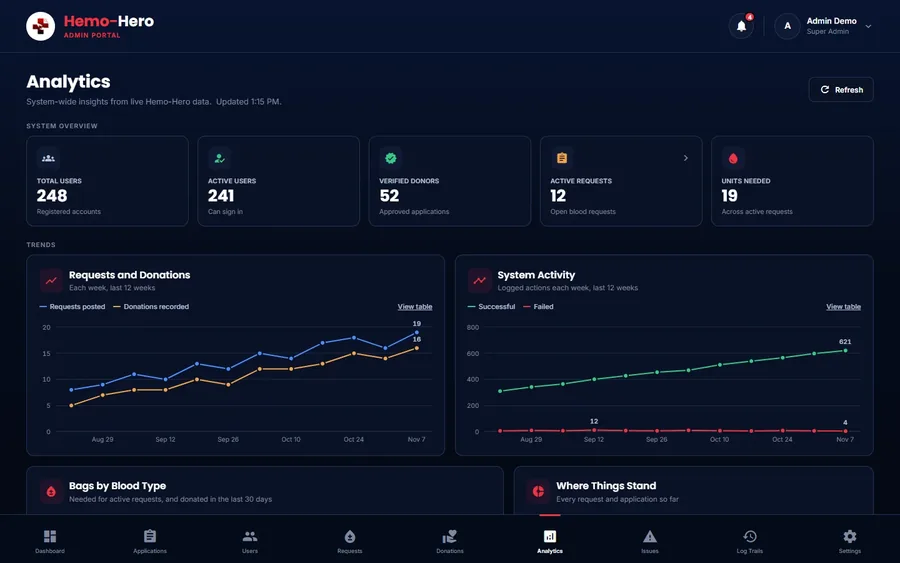 Hemo-Hero
ADMIN PORTAL
4
A
Admin Demo
Super Admin
Analytics
System-wide insights from live Hemo-Hero data. Updated 1:15 PM.
Refresh
SYSTEM OVERVIEW
TOTAL USERS
248
Registered accounts
ACTIVE USERS
241
Can sign in
VERIFIED DONORS
52
Approved applications
ACTIVE REQUESTS
12
Open blood requests
UNITS NEEDED
19
Across active requests
TRENDS
Requests and Donations
Each week, last 12 weeks
Requests posted
Donations recorded
View table
20
15
10
5
0
19
16
Aug 29
Sep 12
Sep 26
Oct 10
Oct 24
Nov 7
System Activity
Logged actions each week, last 12 weeks
Successful
Failed
View table
800
600
400
200
0
621
12
4
Aug 29
Sep 12
Sep 26
Oct 10
Oct 24
Nov 7
Bags by Blood Type
Needed for active requests, and donated in the last 30 days
Where Things Stand
Every request and application so far
Dashboard
Applications
Users
Requests
Donations
Analytics
Issues
Log Trails
Settings